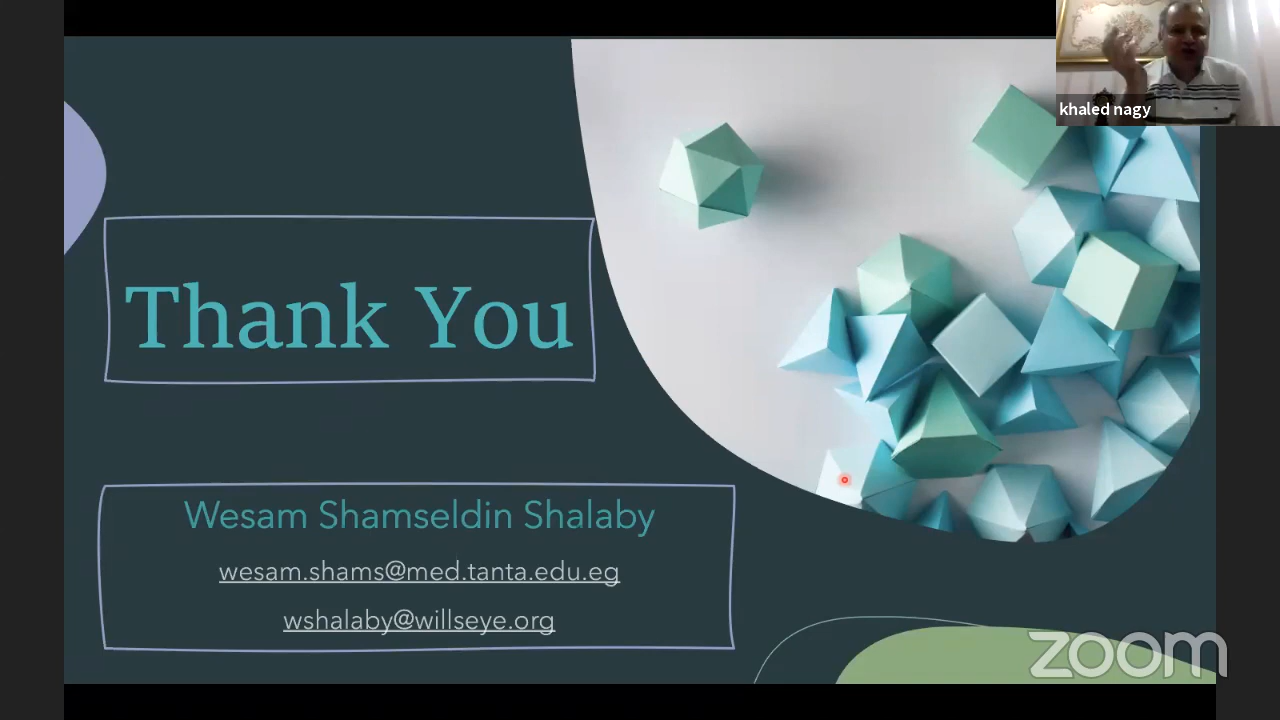 khaled nagy
Thank You
Wesam Shamseldin Shalaby
wesam.shams@med.tanta.edu.eg
wshalaby@willseye.org
zoom